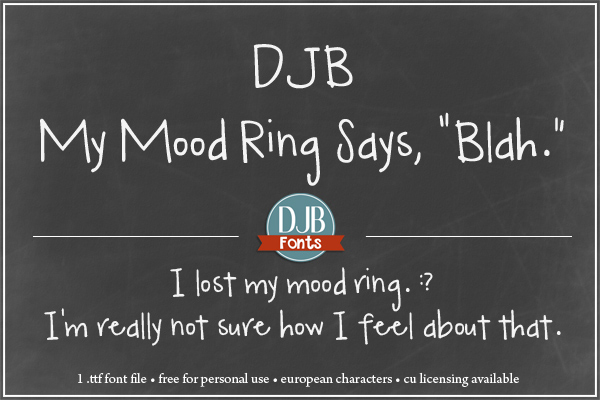 DJB
My Mood Ring Says, "Blah."
DJB
Fonts
I lost my mood ring. :?
I'm really not sure how I feel about that.
1 .ttf font file • free for personal use • european characters • cu licensing available